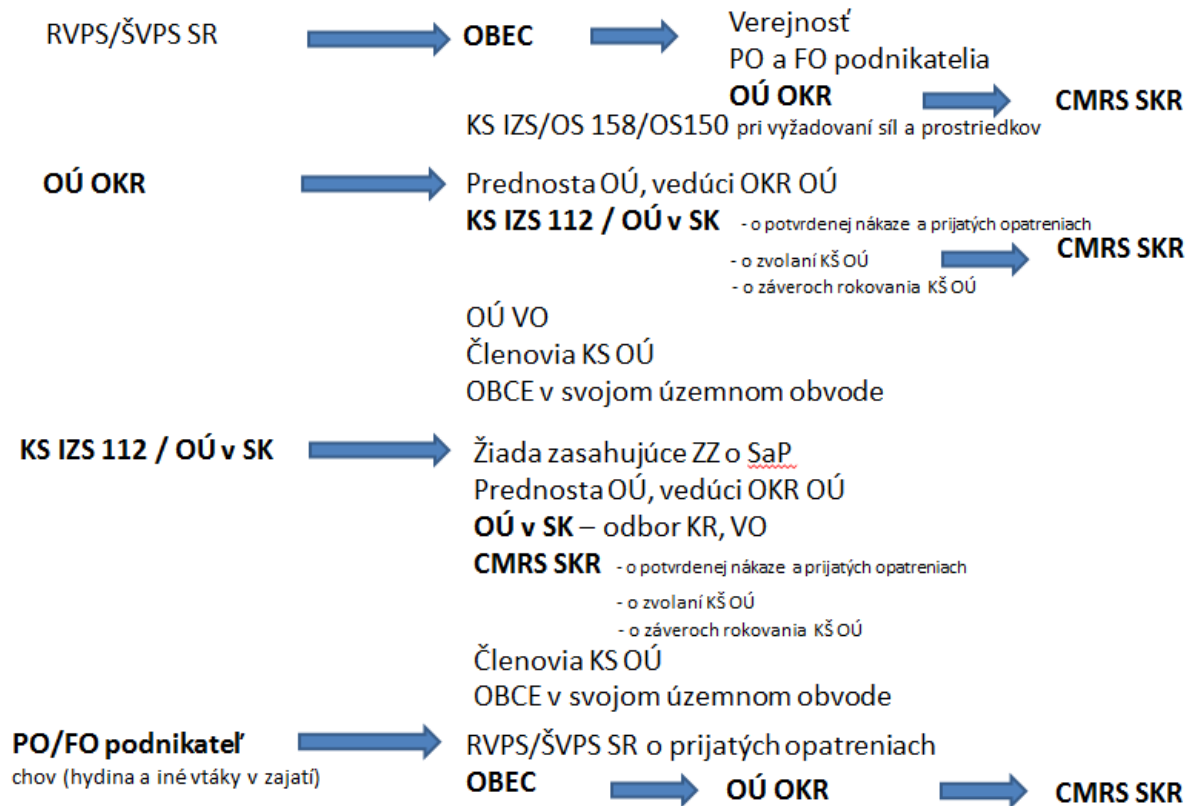 RVPS/ŠVPS SR OBEC Verejnosť
PO a FO podnikatelia
OÚ OKR CMRS SKR
KS IZS/OS 158/OS150 pri vyžadovaní síl a prostriedkov
OÚ OKR Prednosta OÚ, vedúci OKR OÚ
KS IZS 112 / OÚ v SK - o potvrdenej nákaze a prijatých opatreniach
- o zvolaní KŠ OÚ CMRS SKR
- o záveroch rokovania KŠ OÚ
OÚ VO
Členovia KS OÚ
OBCE v svojom územnom obvode
KS IZS 112 / OÚ v SK Žiada zasahujúce ZZ o SaP
Prednosta OÚ, vedúci OKR OÚ
OÚ v SK – odbor KR, VO
CMRS SKR - o potvrdenej nákaze a prijatých opatreniach
- o zvolaní KŠ OÚ
- o záveroch rokovania KŠ OÚ
Členovia KS OÚ
OBCE v svojom územnom obvode
PO/FO podnikateľ RVPS/ŠVPS SR o prijatých opatreniach
chov (hydina a iné vtáky v zajatí)
OBEC OÚ OKR CMRS SKR